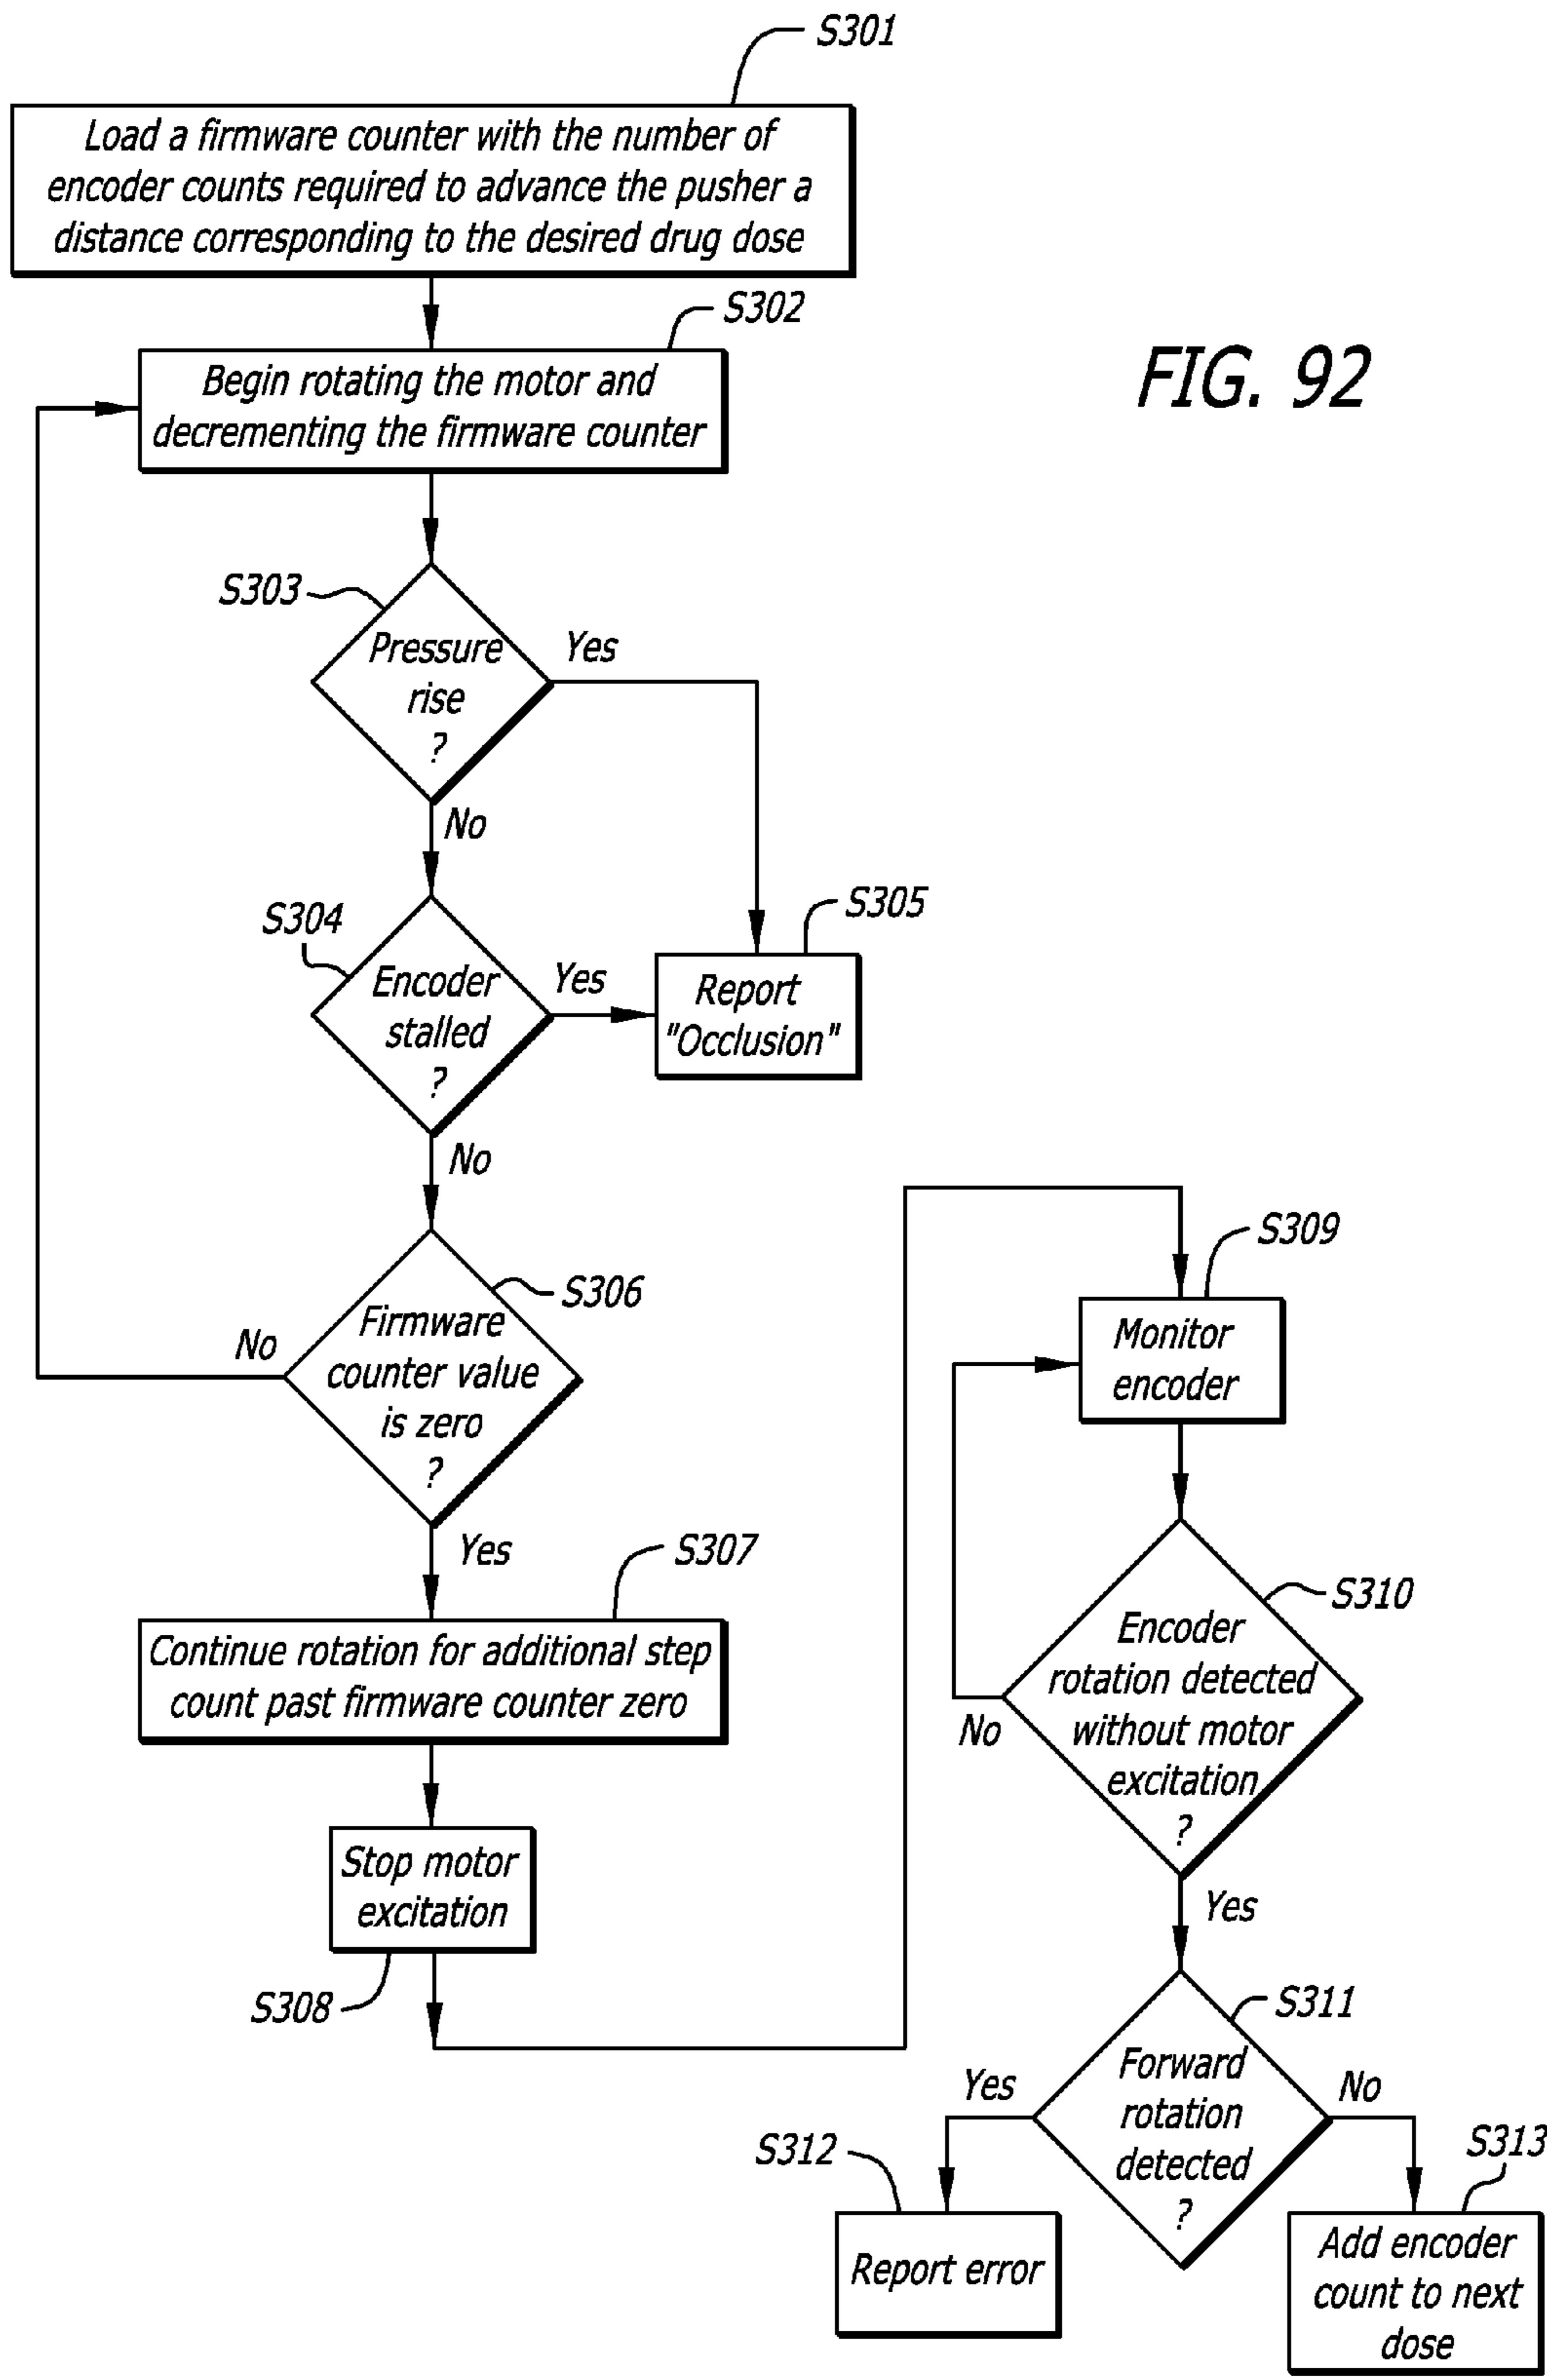 S301
Load a firmware counter with the number of
encoder counts required to advance the pusher a
distance corresponding to the desired drug dose
S302
Begin rotating the motor and
decrementing the firmware counter
FIG. 92
S303
Pressure
rise
?
Yes
No
S304
Encoder
stalled
?
Yes
No
S305
Report
"Occlusion"
S306
Firmware
counter value
is zero
?
No
Yes
S307
Continue rotation for additional step
count past firmware counter zero
Stop motor
excitation
S308
S309
Monitor
encoder
S310
Encoder
rotation detected
without motor
excitation
?
No
Yes
S311
Forward
rotation
detected
?
Yes
No
S312
Report error
S313
Add encoder
count to next
dose